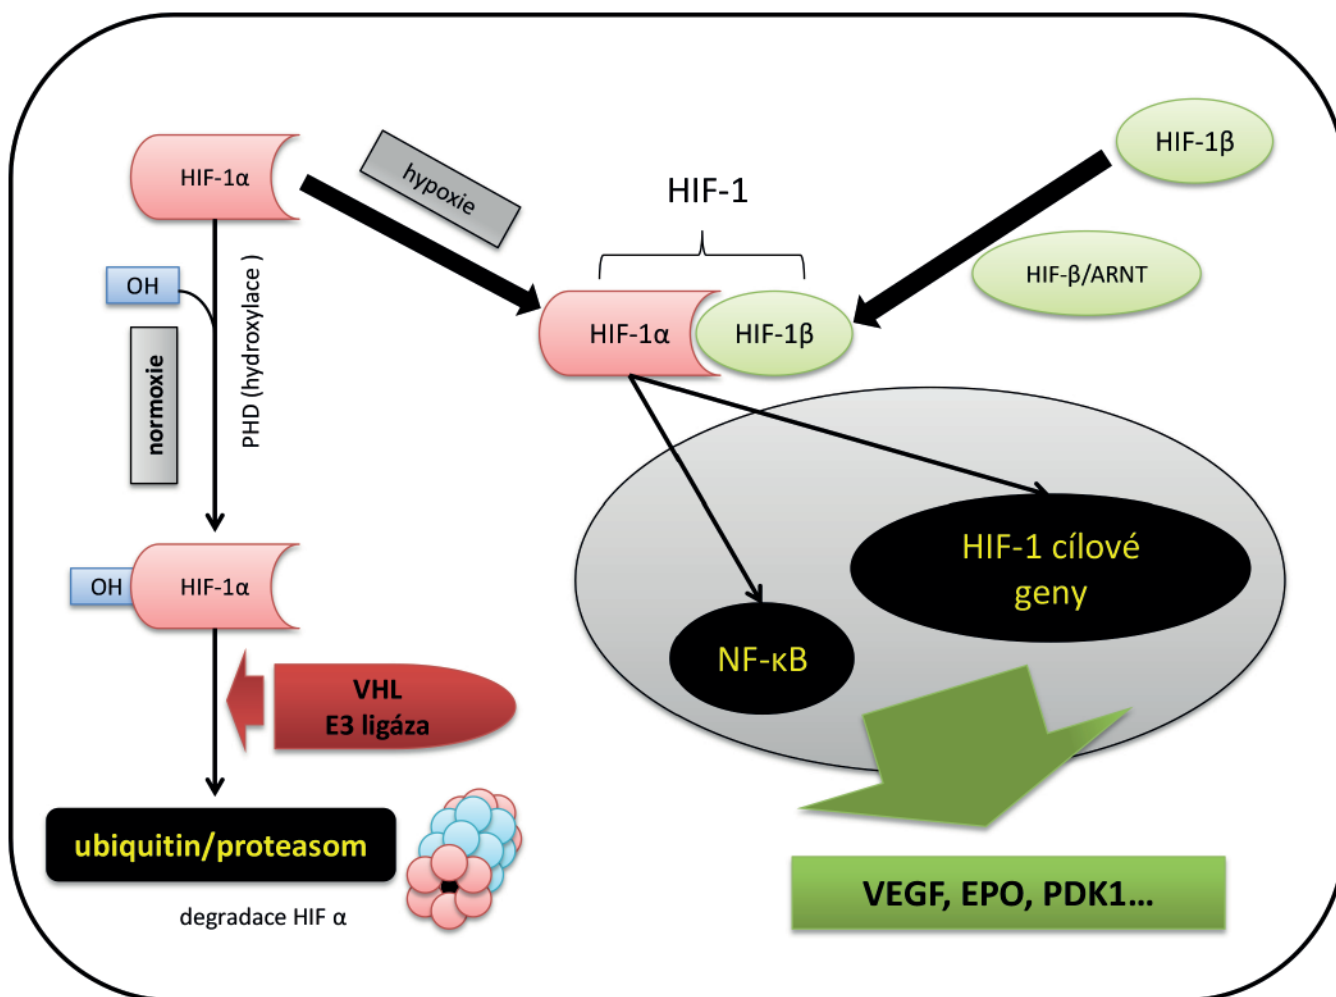 HIF-1α
hypoxie
HIF-1β
HIF-1
HIF-β/ARNT
OH
PHD (hydroxylace )
normoxie
HIF-1α
HIF-1β
OH
HIF-1α
HIF-1 cílové
geny
NF-κB
VHL
E3 ligáza
ubiquitin/proteasom
degradace HIF α
VEGF, EPO, PDK1...